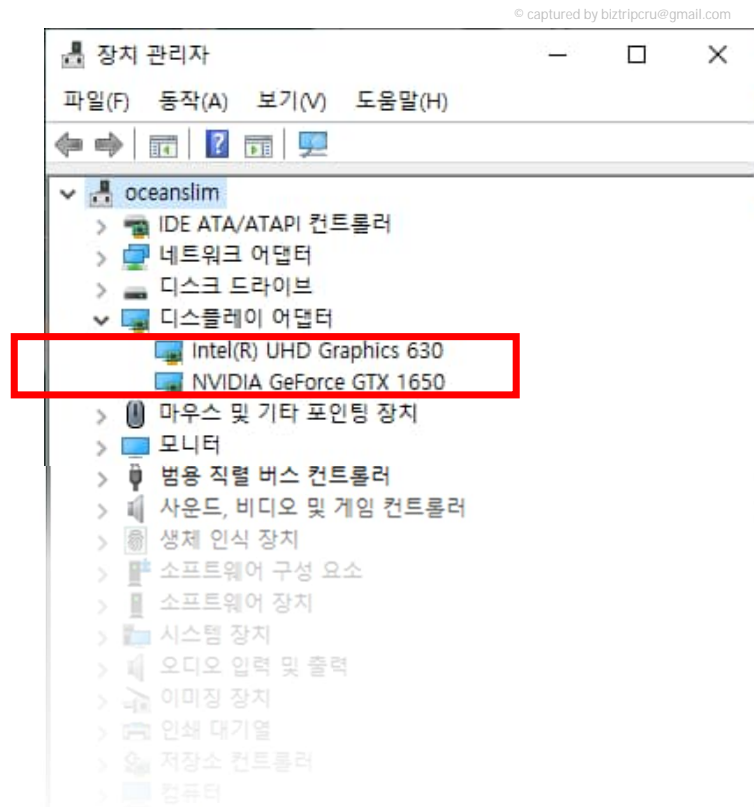 © captured by biztripcru@gmail.com
장치 관리자
파일(F) 동작(A) 보기(V) 도움말(H)
oceanslim
IDE ATA/ATAPI 컨트롤러
네트워크 어댑터
디스크 드라이브
디스플레이 어댑터
Intel(R) UHD Graphics 630
NVIDIA GeForce GTX 1650
마우스 및 기타 포인팅 장치
모니터
범용 직렬 버스 컨트롤러
사운드, 비디오 및 게임 컨트롤러
생체 인식 장치
소프트웨어 구성 요소
소프트웨어 장치
시스템 장치
오디오 입력 및 출력
이미징 장치
인쇄 대기열
저장소 컨트롤러
컴퓨터